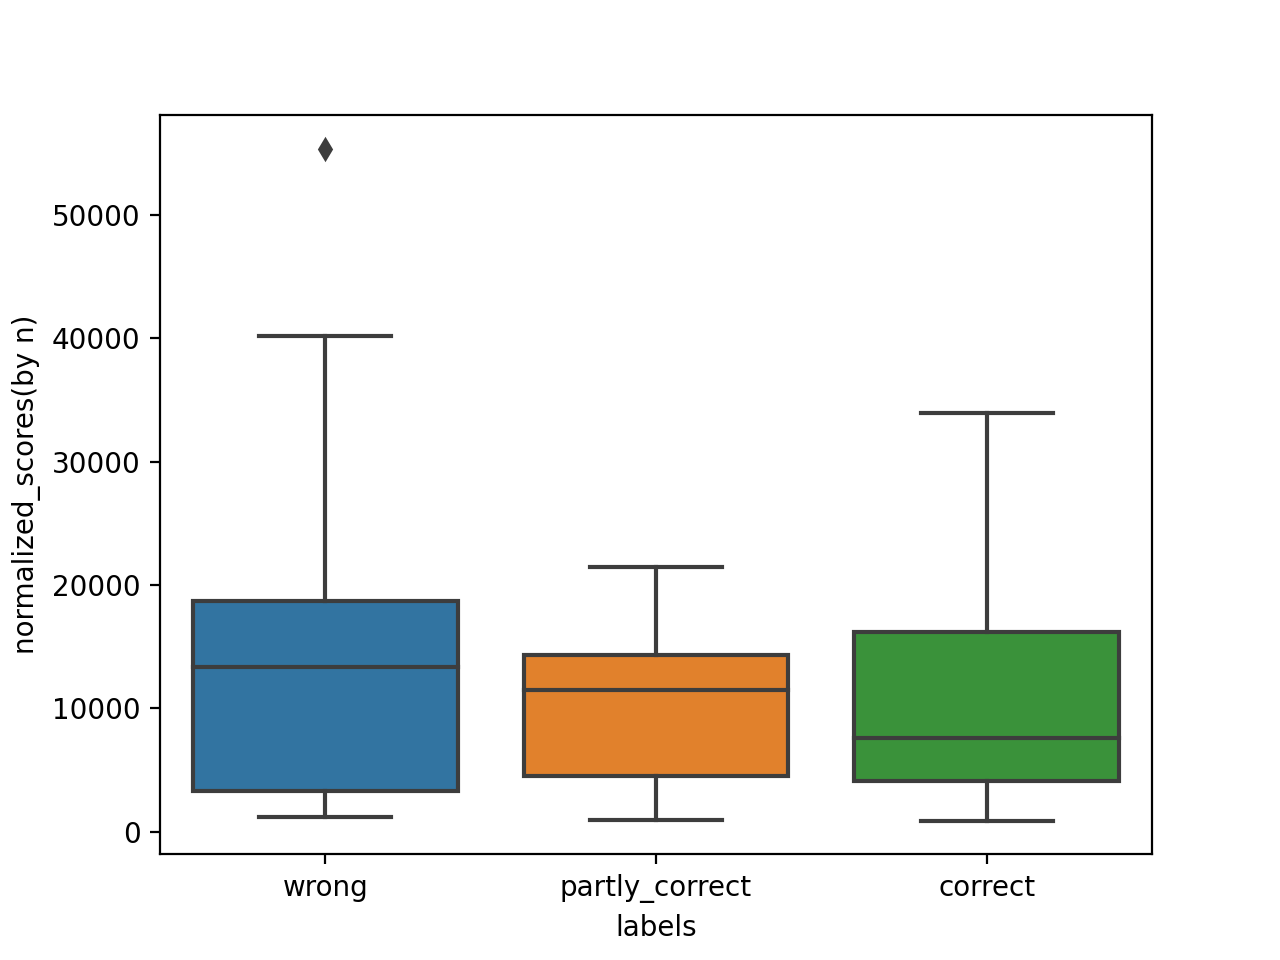 normalized_scores(by n)
50000
40000
30000
20000
10000
0
wrong
partly_correct
correct
labels